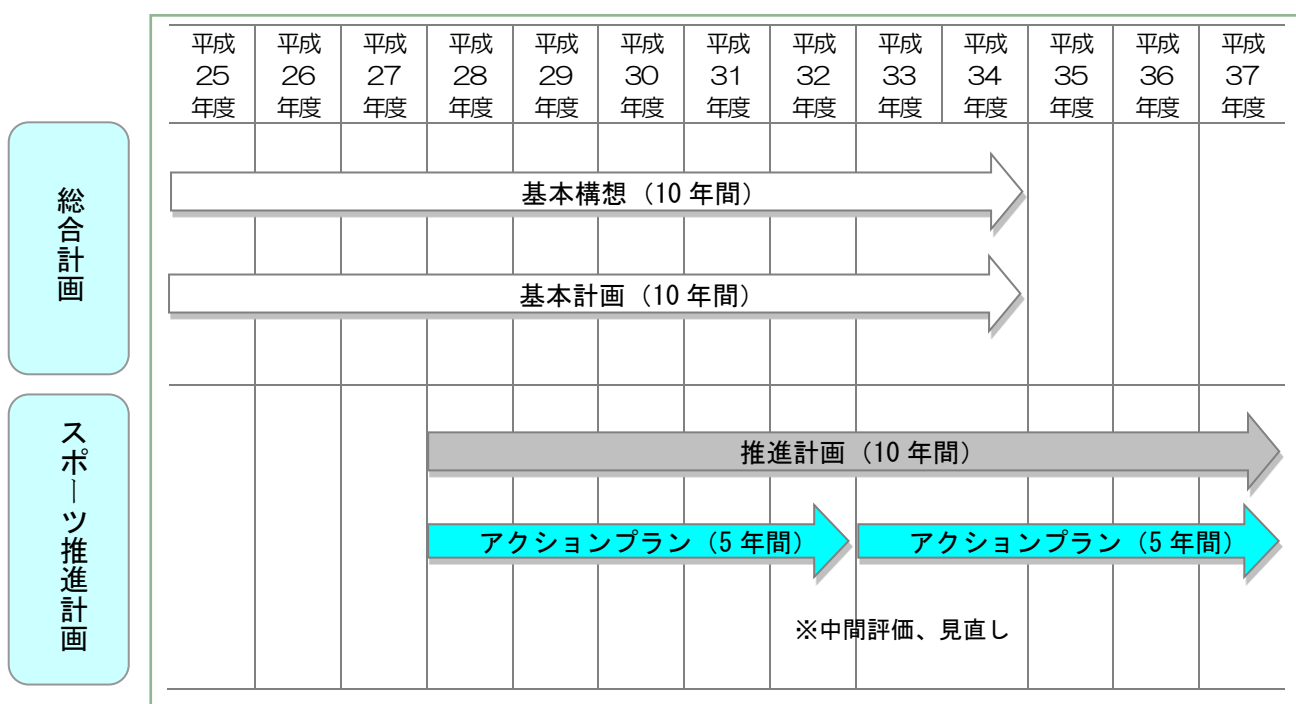 平成 平成 平成 平成 平成 平成 平成 平成 平成 平成 平成 平成 平成
25 26 27 28 29 30 31 32 33 34 35 36 37
年度 年度 年度 年度 年度 年度 年度 年度 年度 年度 年度 年度 年度
総合計画
基本構想（10 年間）
基本計画（10 年間）
スポーツ推進計画
推進計画（10 年間）
アクションプラン（5 年間） アクションプラン（5 年間）
※中間評価、見直し